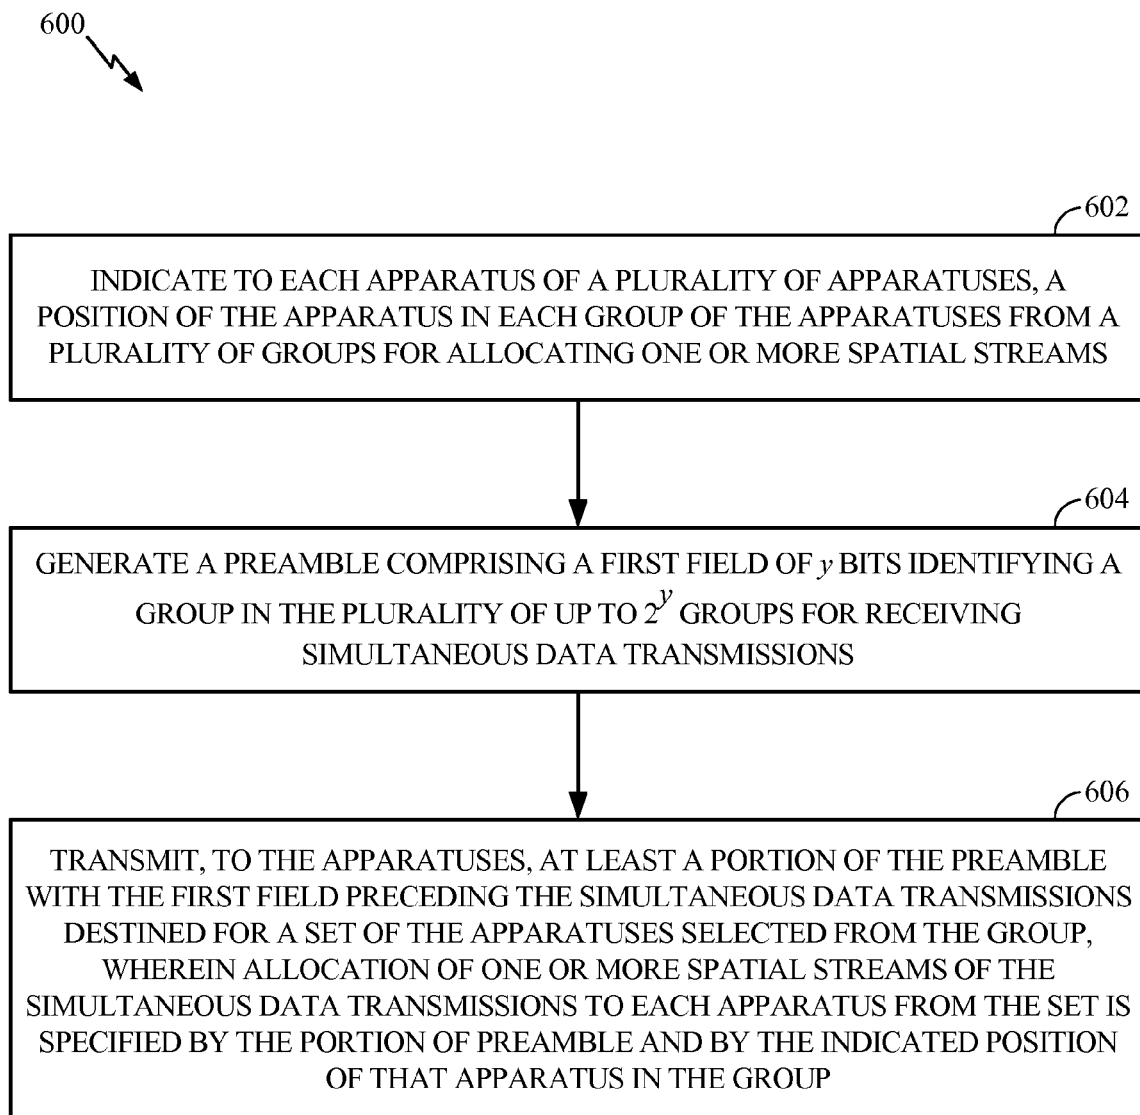 600
602
INDICATE TO EACH APPARATUS OF A PLURALITY OF APPARATUSES, A
POSITION OF THE APPARATUS IN EACH GROUP OF THE APPARATUSES FROM A
PLURALITY OF GROUPS FOR ALLOCATING ONE OR MORE SPATIAL STREAMS
604
GENERATE A PREAMBLE COMPRISING A FIRST FIELD OF y BITS IDENTIFYING A
GROUP IN THE PLURALITY OF UP TO 2^y GROUPS FOR RECEIVING
SIMULTANEOUS DATA TRANSMISSIONS
606
TRANSMIT, TO THE APPARATUSES, AT LEAST A PORTION OF THE PREAMBLE
WITH THE FIRST FIELD PRECEDING THE SIMULTANEOUS DATA TRANSMISSIONS
DESTINED FOR A SET OF THE APPARATUSES SELECTED FROM THE GROUP,
WHEREIN ALLOCATION OF ONE OR MORE SPATIAL STREAMS OF THE
SIMULTANEOUS DATA TRANSMISSIONS TO EACH APPARATUS FROM THE SET IS
SPECIFIED BY THE PORTION OF PREAMBLE AND BY THE INDICATED POSITION
OF THAT APPARATUS IN THE GROUP